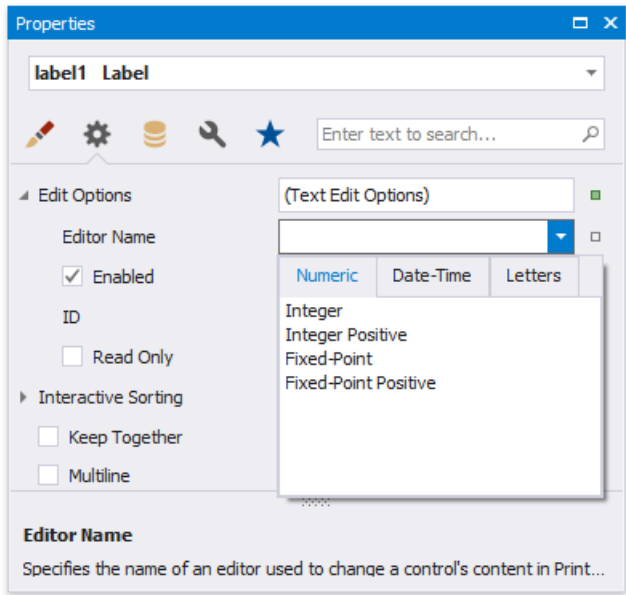 Properties
label1 Label
Enter text to search...
Edit Options
(Text Edit Options)
Editor Name
Enabled
ID
Read Only
Interactive Sorting
Keep Together
Multiline
Numeric Date-Time Letters
Integer
Integer Positive
Fixed-Point
Fixed-Point Positive
Editor Name
Specifies the name of an editor used to change a control's content in Print...